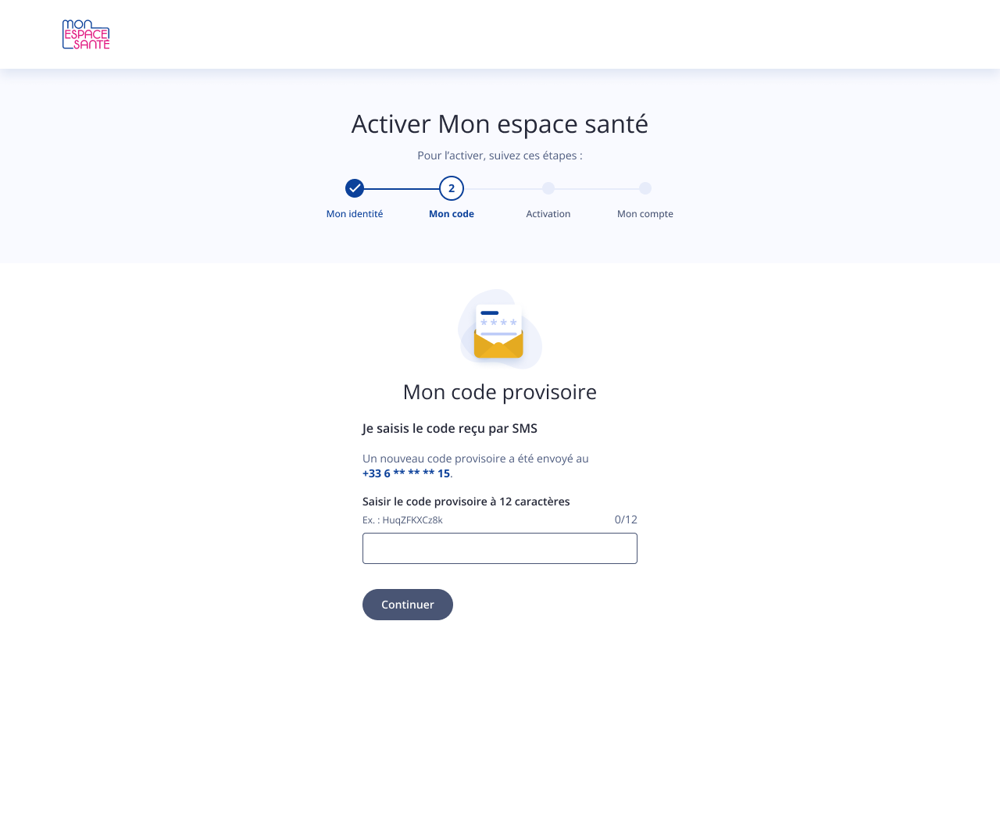 mon
ESPACE
SANTÉ
Activer Mon espace santé
Pour l'activer, suivez ces étapes :
2
Mon identité
Mon code
Activation
Mon compte
****
Mon code provisoire
Je saisis le code reçu par SMS
Un nouveau code provisoire a été envoyé au
+33 6 ** ** ** 15.
Saisir le code provisoire à 12 caractères
Ex. : HuqZFKXCz8k
0/12
Continuer